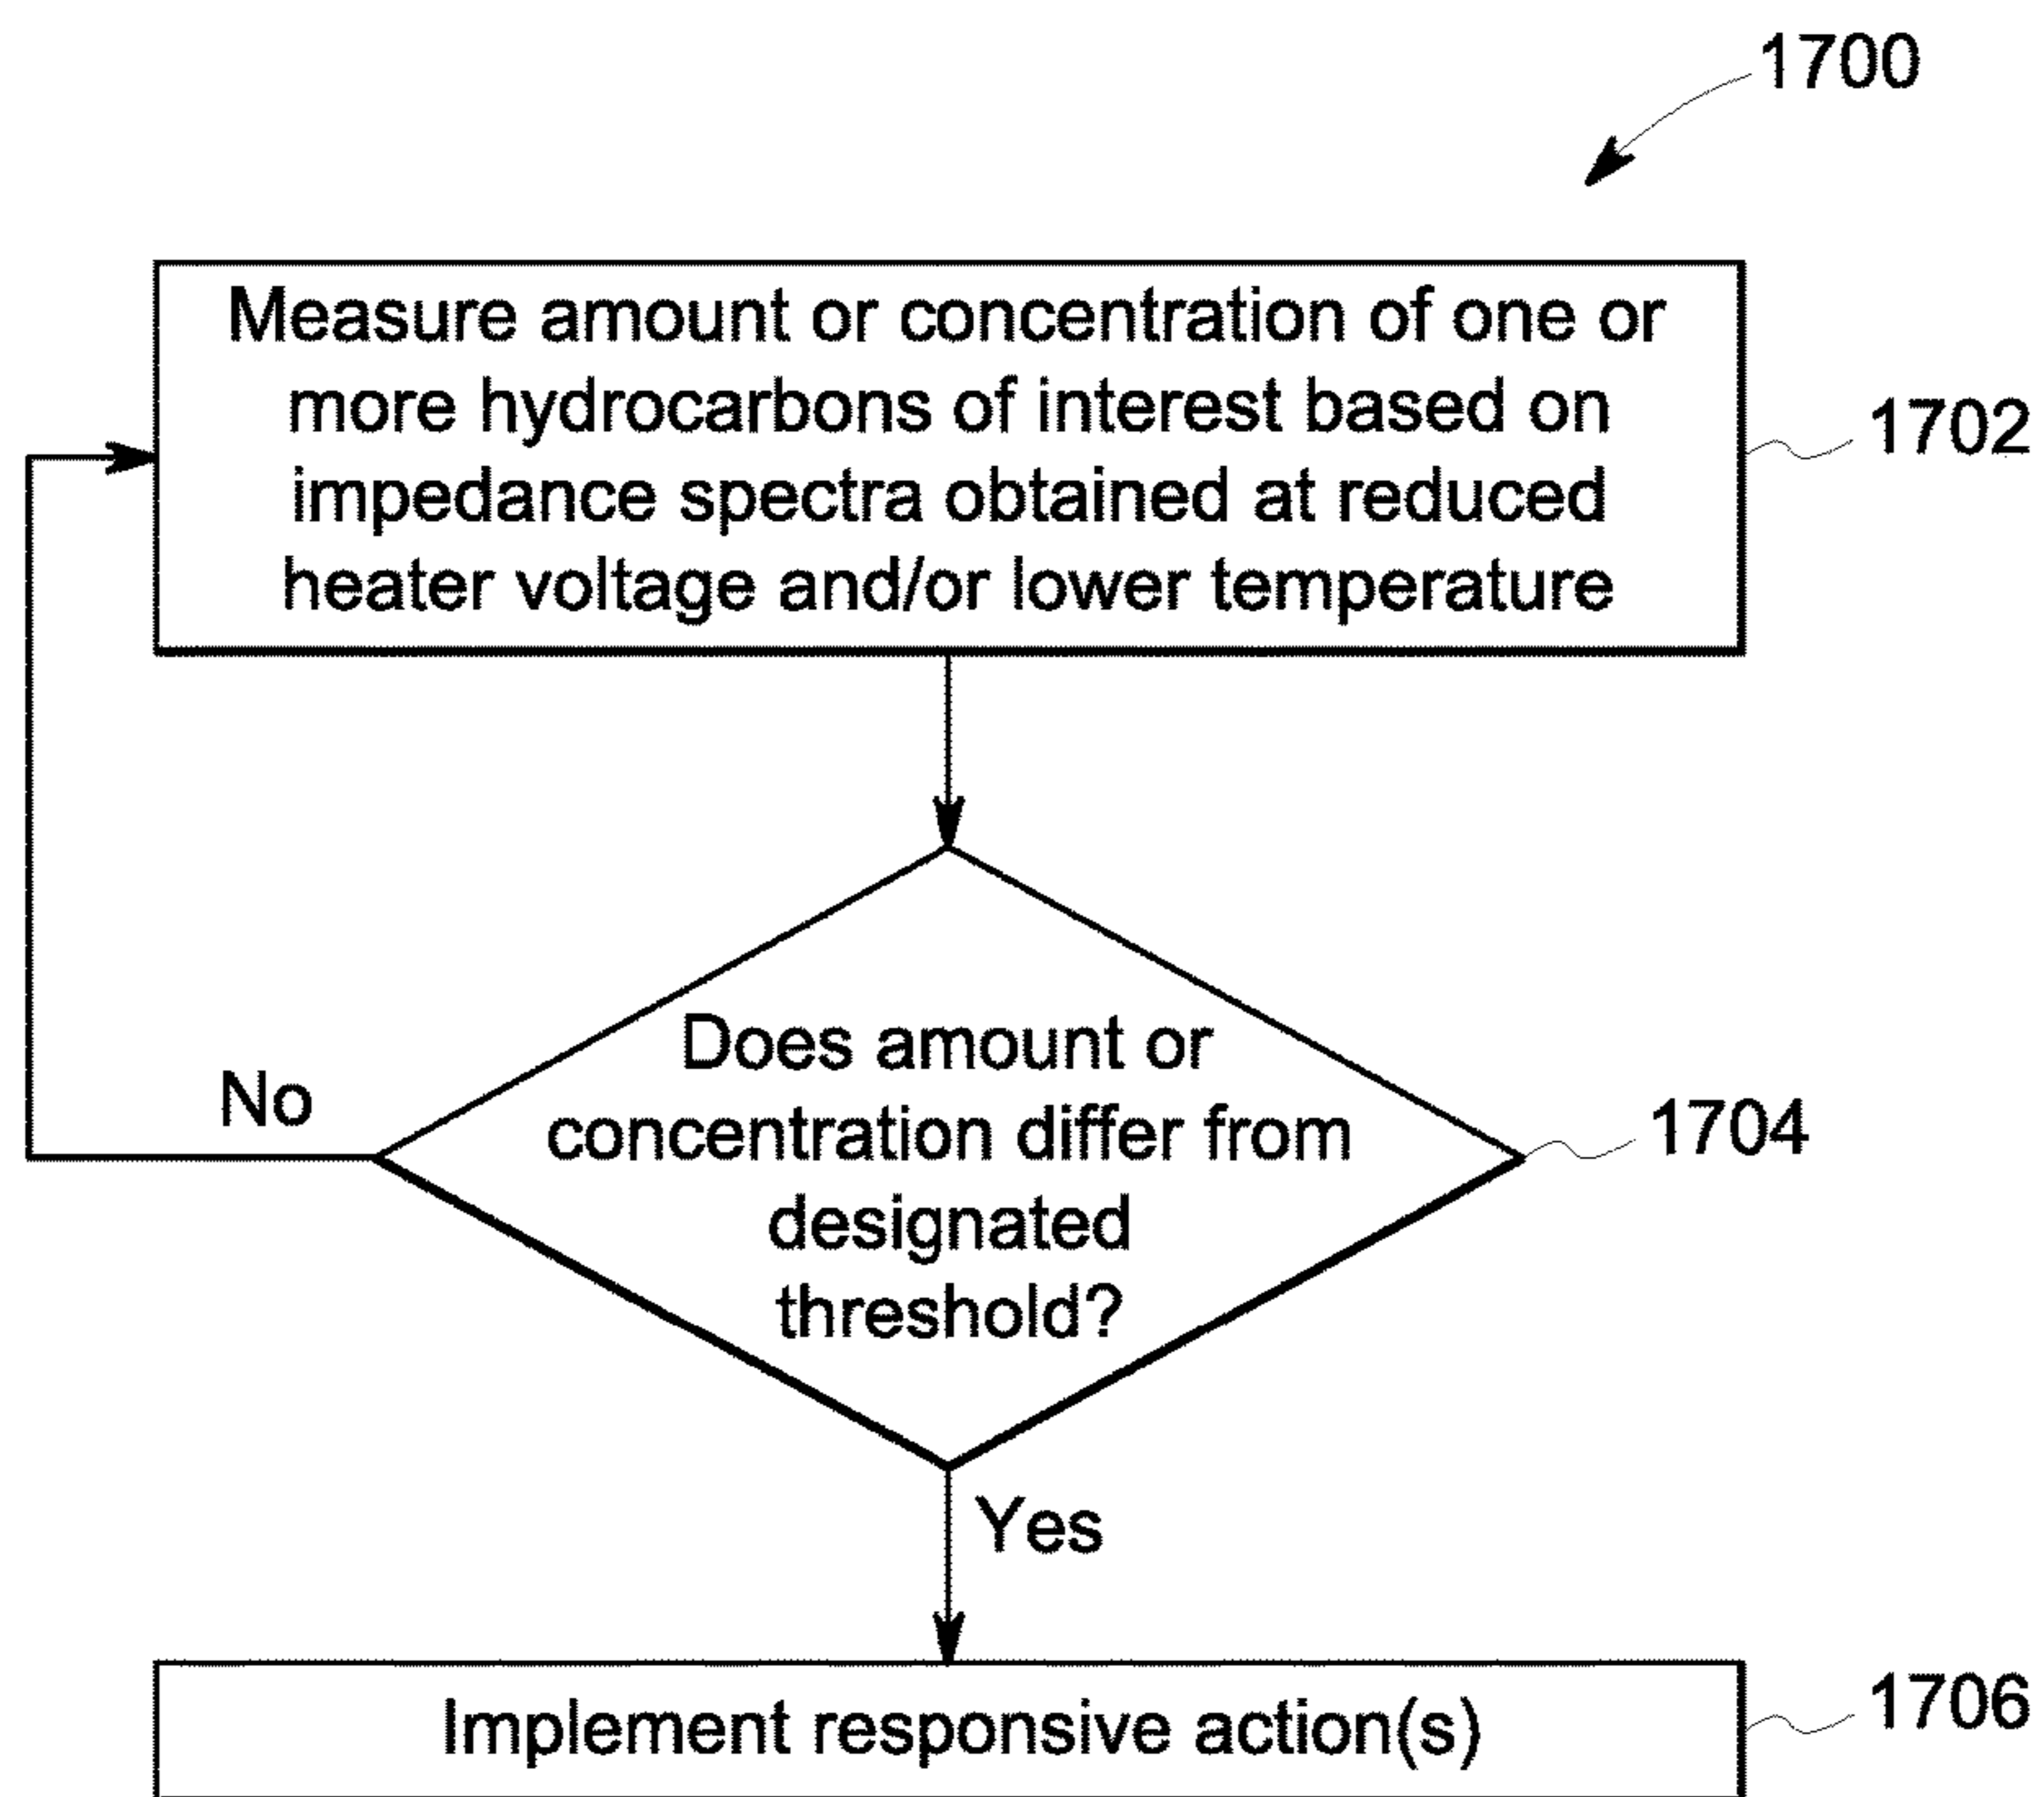 1700
Measure amount or concentration of one or
more hydrocarbons of interest based on
impedance spectra obtained at reduced
heater voltage and/or lower temperature
1702
Does amount or
concentration differ from
designated
threshold?
1704
No
Yes
Implement responsive action(s)
1706